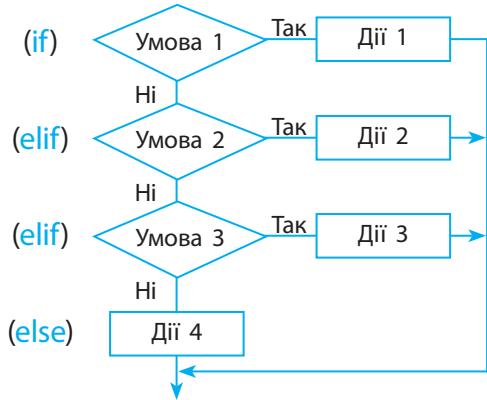 (if) Умова 1 Так Дії 1
Ні
(elif) Умова 2 Так Дії 2
Ні
(elif) Умова 3 Так Дії 3
Ні
(else) Дії 4